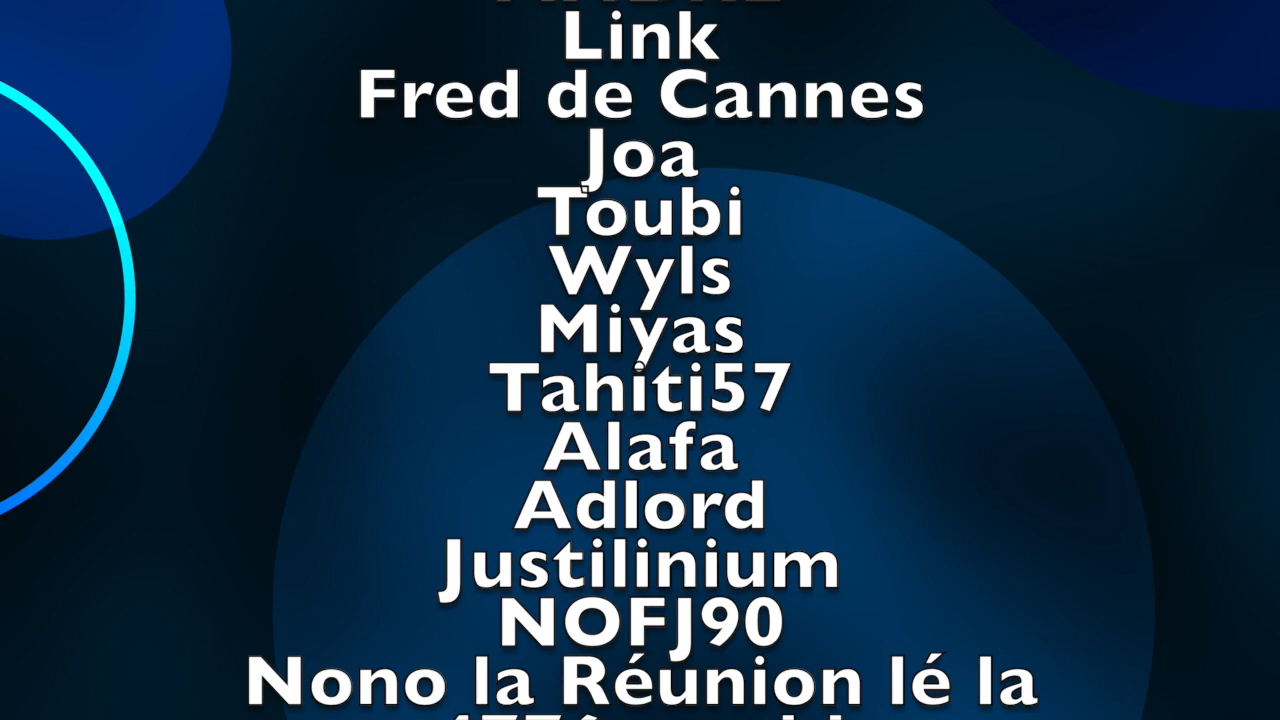 Link
Fred de Cannes
Joa
Toubi
Wyls
Miyas
Tahiti57
Alafa
Adlord
Justilinium
NOFJ90
Nono la Réunion lé la